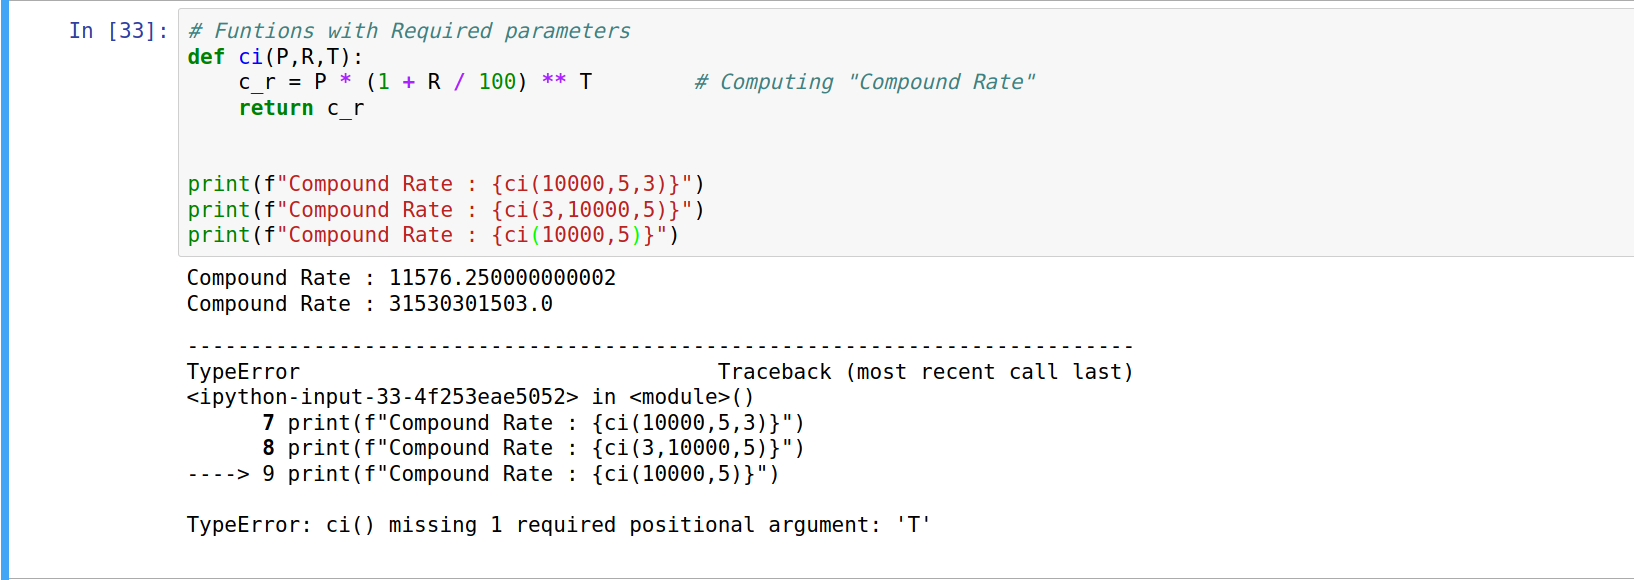 In [33]: # Funtions with Required parameters
def ci(P,R,T):
    c_r = P * (1 + R / 100) ** T        # Computing "Compound Rate"
    return c_r
print(f"Compound Rate : {ci(10000,5,3)}")
print(f"Compound Rate : {ci(3,10000,5)}")
print(f"Compound Rate : {ci(10000,5)}")
Compound Rate : 11576.250000000002
Compound Rate : 31530301503.0
---------------------------------------------------------------------------
TypeError                                 Traceback (most recent call last)
<ipython-input-33-4f253eae5052> in <module>()
      7 print(f"Compound Rate : {ci(10000,5,3)}")
      8 print(f"Compound Rate : {ci(3,10000,5)}")
----> 9 print(f"Compound Rate : {ci(10000,5)}")
TypeError: ci() missing 1 required positional argument: 'T'